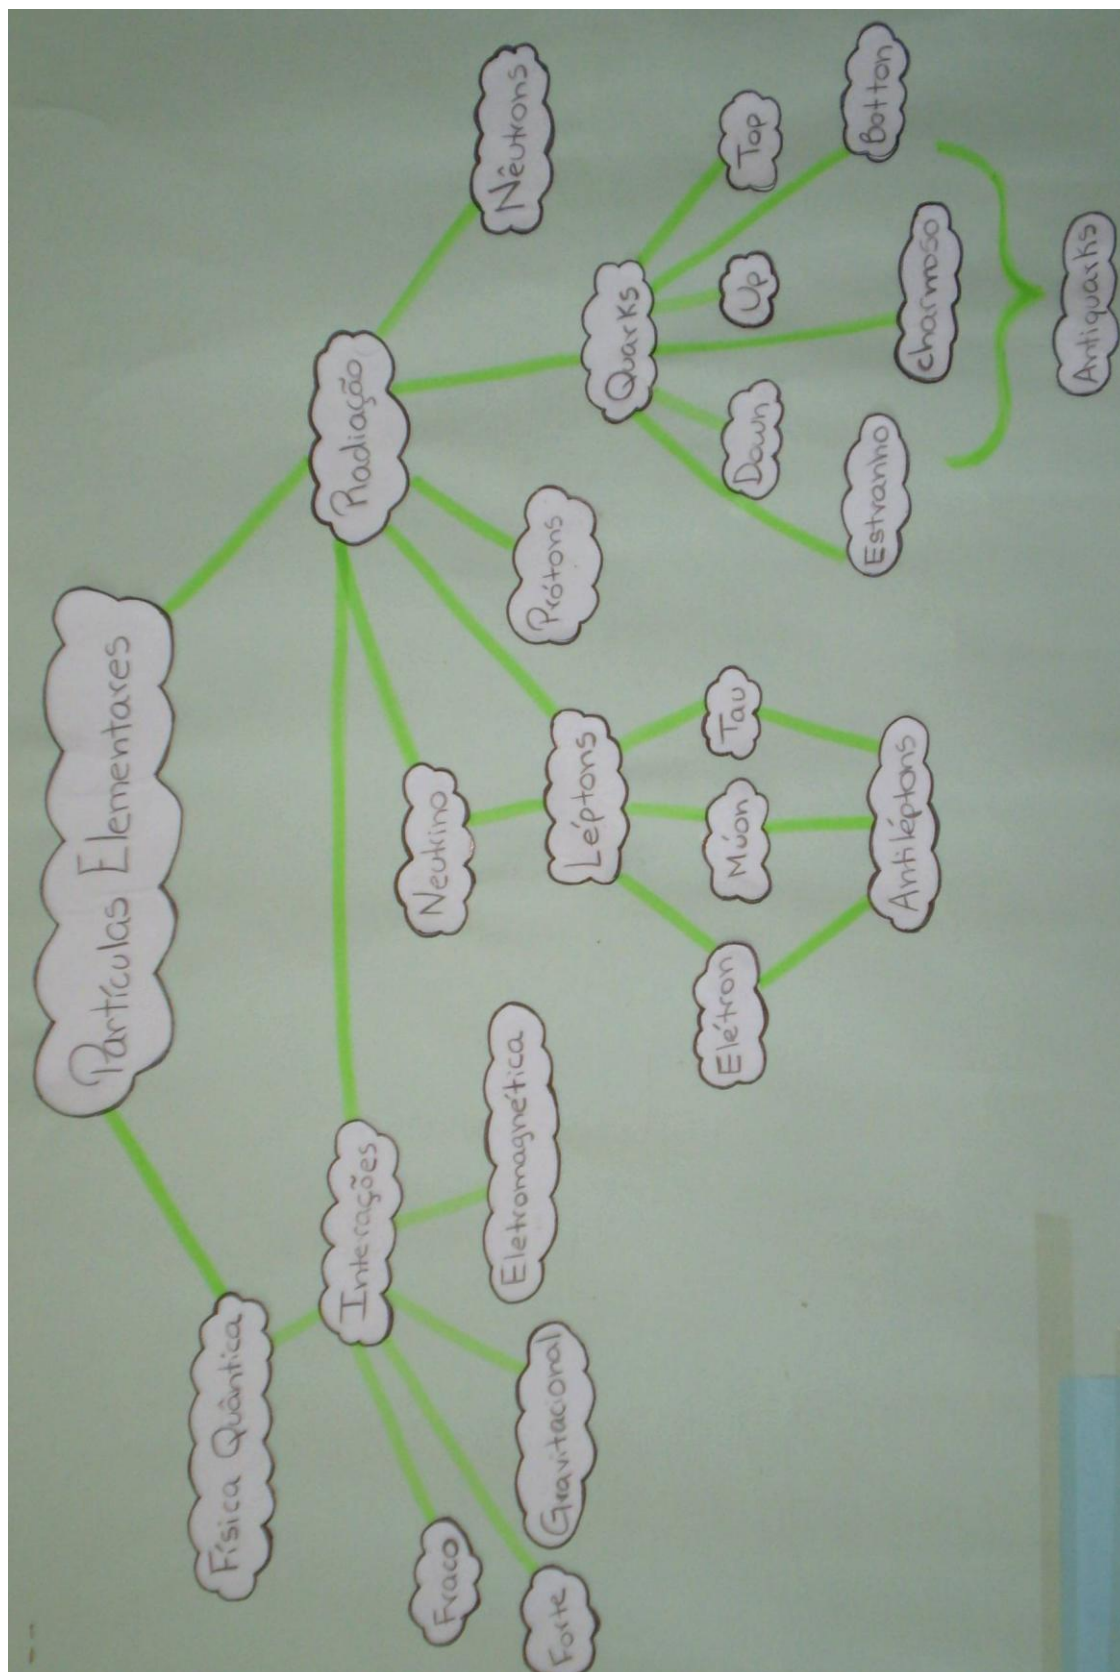 Partículas Elementares
Física Quântica
Radiação
Interações
Nêutrons
Neutrino
Prótons
Quarks
Léptons
Fraco
Forte
Gravitacional
Eletromagnética
Elétron
Múon
Tau
Down
Up
Top
Estranho
charmoso
Botton
Antiléptons
Antiquarks